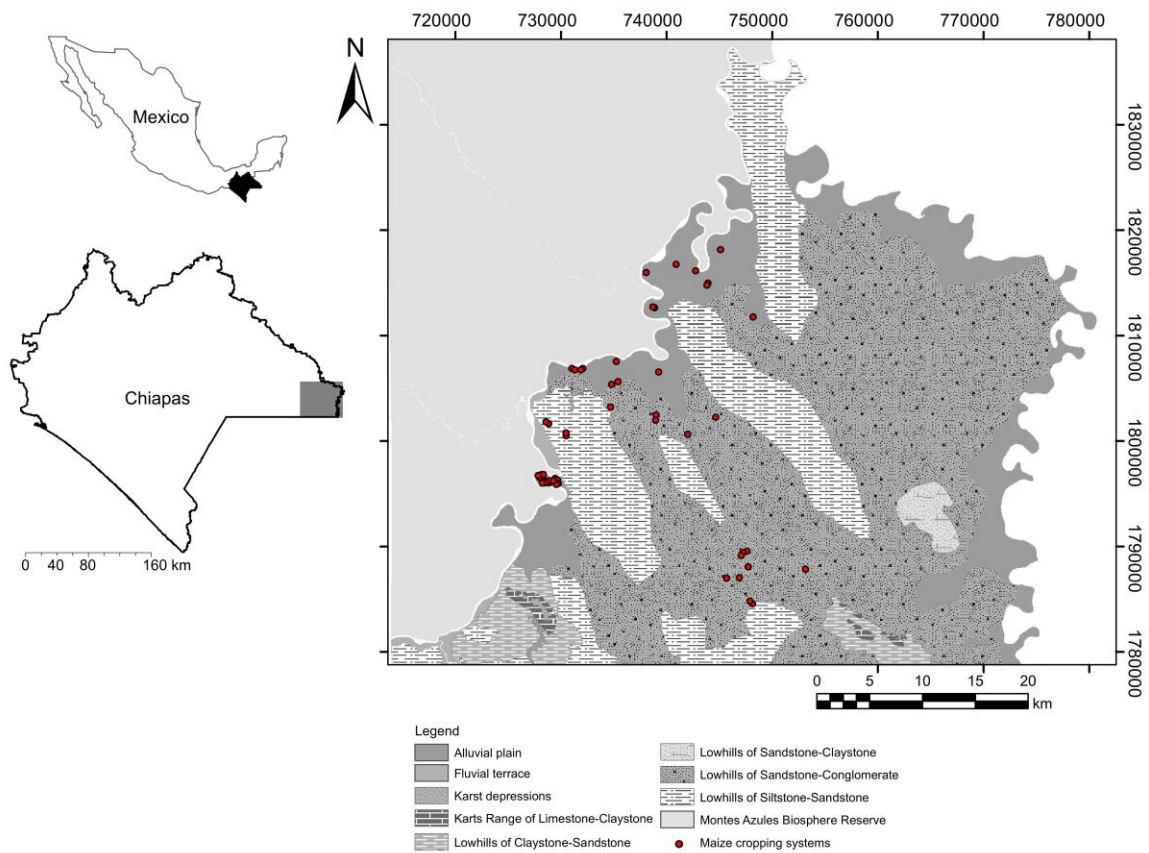 720000 730000 740000 750000 760000 770000 780000
N
Mexico
1830000
1820000
1810000
Chiapas
1800000
1790000
0 40 80 160 km
1780000
0 5 10 15 20
km
Legend
Alluvial plain
Fluvial terrace
Karst depressions
Karts Range of Limestone-Claystone
Lowhills of Claystone-Sandstone
Lowhills of Sandstone-Claystone
Lowhills of Sandstone-Conglomerate
Lowhills of Siltstone-Sandstone
Montes Azules Biosphere Reserve
Maize cropping systems